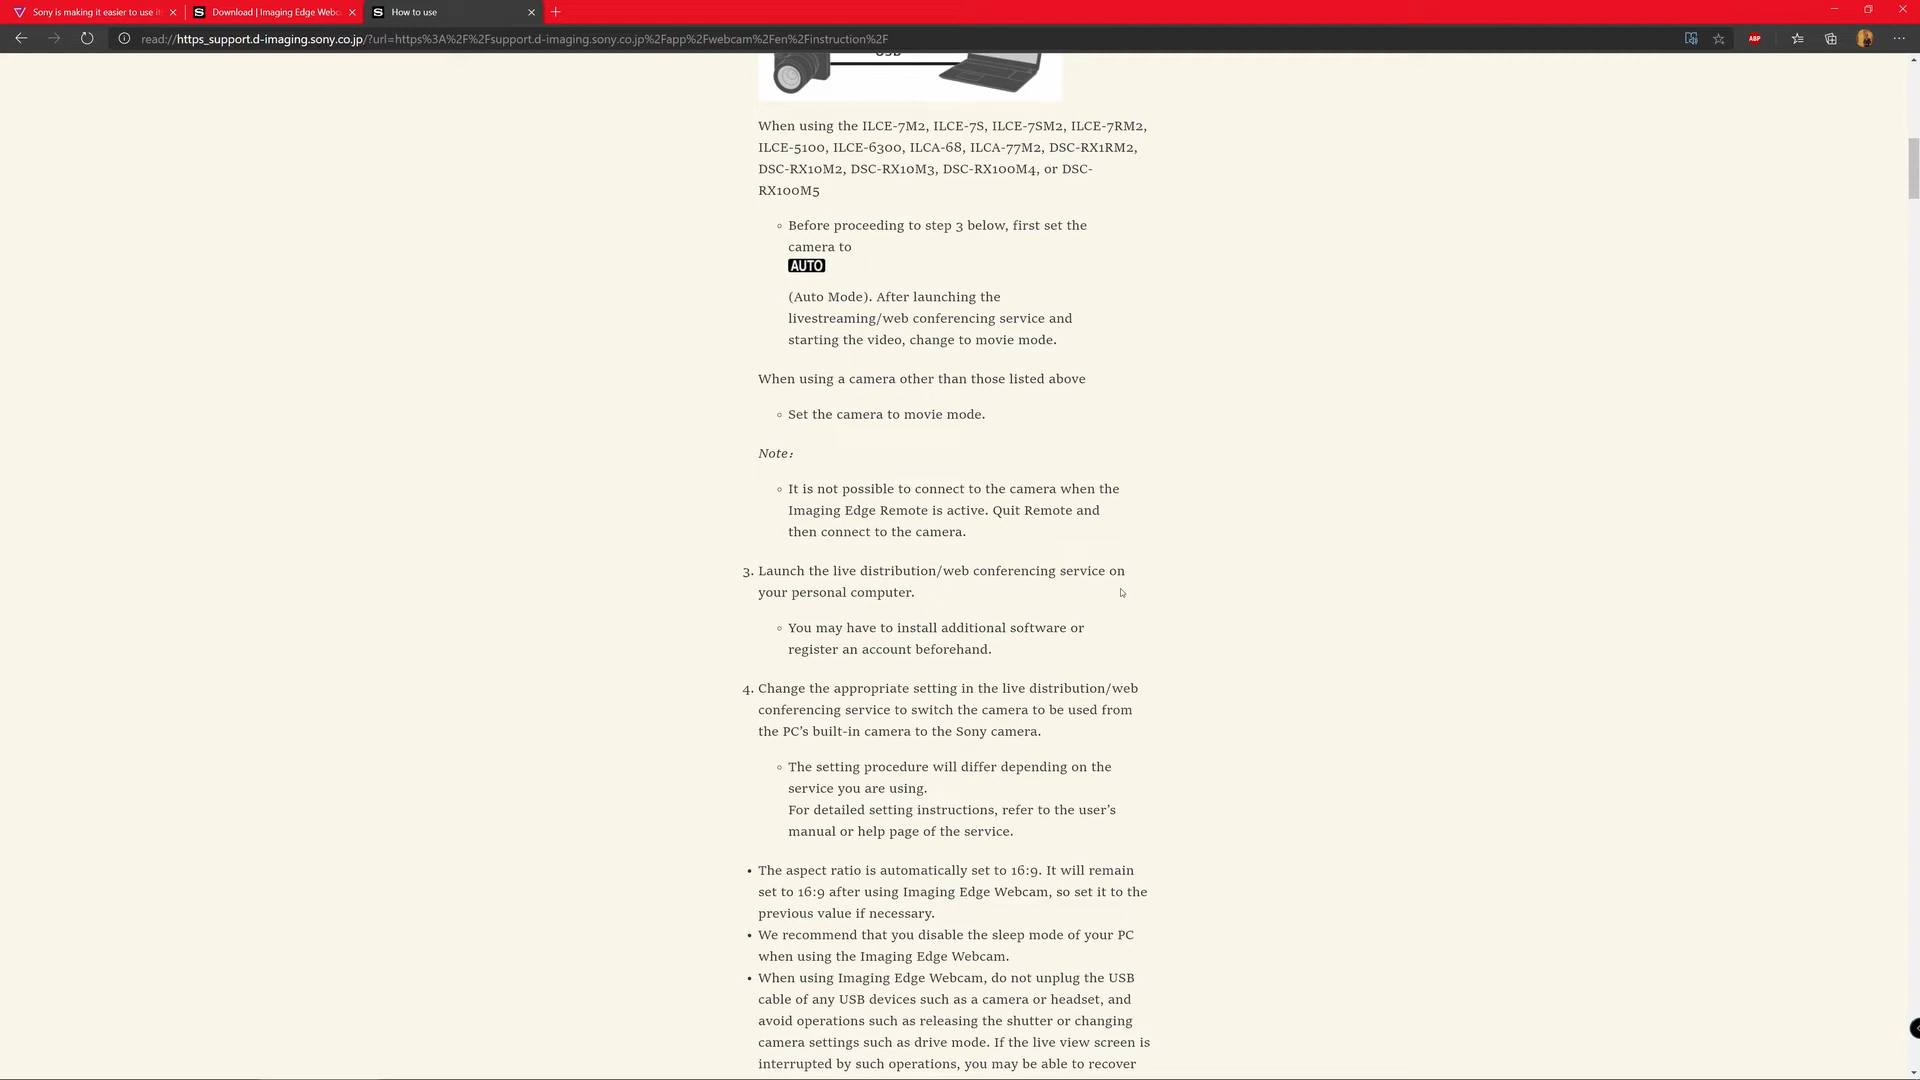 Sony is making it easier to use it
Download | Imaging Edge Webc
How to use
read://https_support.d-imaging.sony.co.jp/?url=https%3A%2F%2Fsupport.d-imaging.sony.co.jp%2Fapp%2Fwebcam%2Fen%2Finstruction%2F
ABP
When using the ILCE-7M2, ILCE-7S, ILCE-7SM2, ILCE-7RM2,
ILCE-5100, ILCE-6300, ILCA-68, ILCA-77M2, DSC-RX1RM2,
DSC-RX10M2, DSC-RX10M3, DSC-RX100M4, or DSC-
RX100M5
Before proceeding to step 3 below, first set the
camera to
AUTO
(Auto Mode). After launching the
livestreaming/web conferencing service and
starting the video, change to movie mode.
When using a camera other than those listed above
Set the camera to movie mode.
Note:
It is not possible to connect to the camera when the
Imaging Edge Remote is active. Quit Remote and
then connect to the camera.
3. Launch the live distribution/web conferencing service on
your personal computer.
You may have to install additional software or
register an account beforehand.
4. Change the appropriate setting in the live distribution/web
conferencing service to switch the camera to be used from
the PC's built-in camera to the Sony camera.
The setting procedure will differ depending on the
service you are using.
For detailed setting instructions, refer to the user's
manual or help page of the service.
• The aspect ratio is automatically set to 16:9. It will remain
set to 16:9 after using Imaging Edge Webcam, so set it to the
previous value if necessary.
• We recommend that you disable the sleep mode of your PC
when using the Imaging Edge Webcam.
• When using Imaging Edge Webcam, do not unplug the USB
cable of any USB devices such as a camera or headset, and
avoid operations such as releasing the shutter or changing
camera settings such as drive mode. If the live view screen is
interrupted by such operations, you may be able to recover